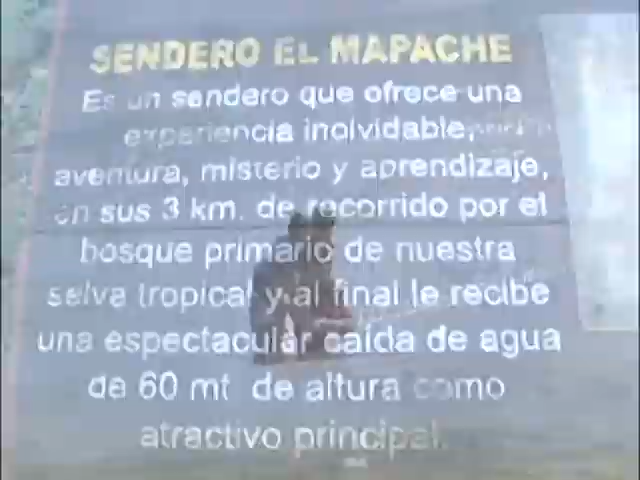 SENDERO EL MAPACHE
Es un sendero que ofrece una
experiencia inolvidable,
aventura, misterio y aprendizaje,
en sus 3 km. de recorrido por el
bosque primario de nuestra
selva tropical y al final le recibe
una espectacular caída de agua
de 60 mt de altura como
atractivo principal.